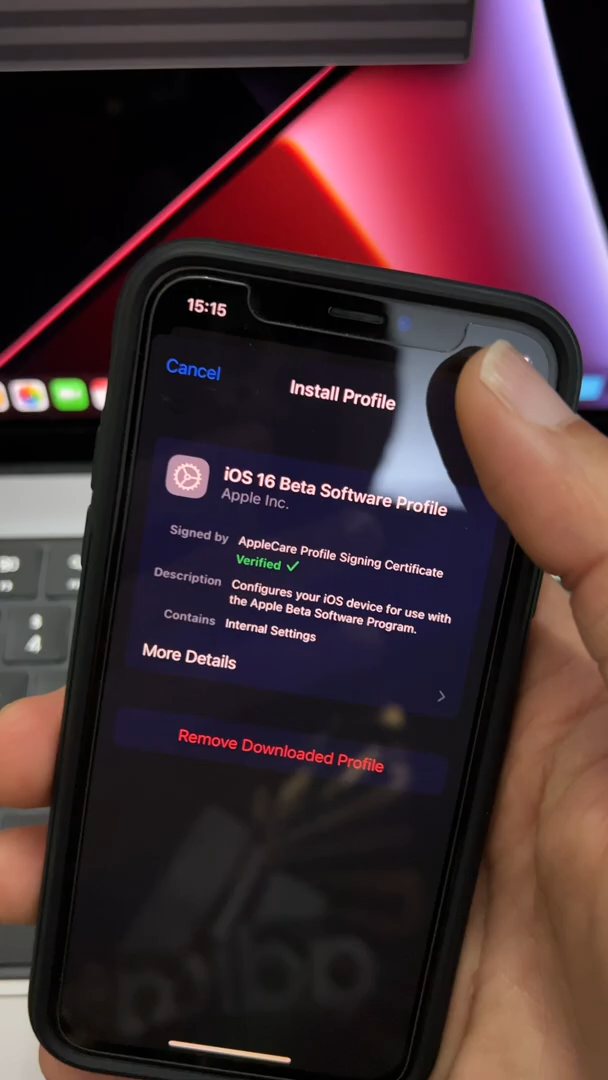 15:15
Cancel
Install Profile
iOS 16 Beta Software Profile
Apple Inc.
Signed by AppleCare Profile Signing Certificate
Verified ✓
Description Configures your iOS device for use with
the Apple Beta Software Program.
Contains Internal Settings
More Details
Remove Downloaded Profile
4